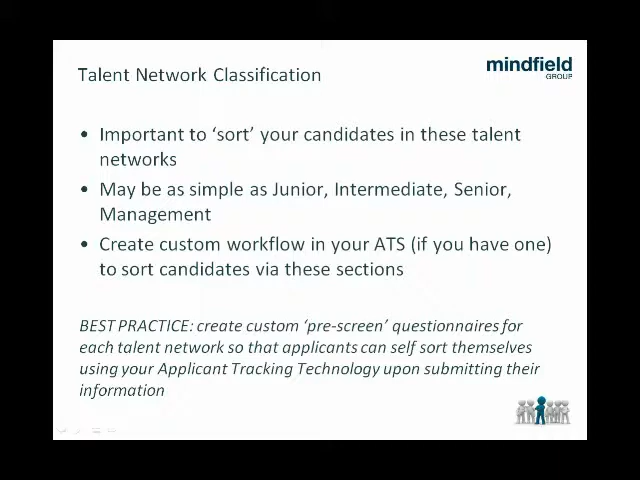 Talent Network Classification
mindfield
GROUP
• Important to ‘sort’ your candidates in these talent
networks
• May be as simple as Junior, Intermediate, Senior,
Management
• Create custom workflow in your ATS (if you have one)
to sort candidates via these sections
BEST PRACTICE: create custom ‘pre-screen’ questionnaires for
each talent network so that applicants can self sort themselves
using your Applicant Tracking Technology upon submitting their
information